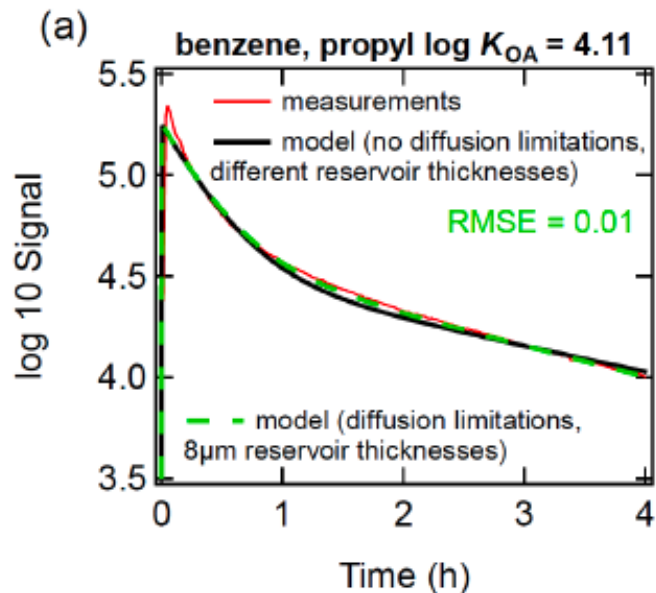 (a)
benzene, propyl log KOA = 4.11
5.5
5.0
4.5
4.0
3.5
log 10 Signal
measurements
model (no diffusion limitations,
different reservoir thicknesses)
RMSE = 0.01
model (diffusion limitations,
8µm reservoir thicknesses)
0 1 2 3 4
Time (h)